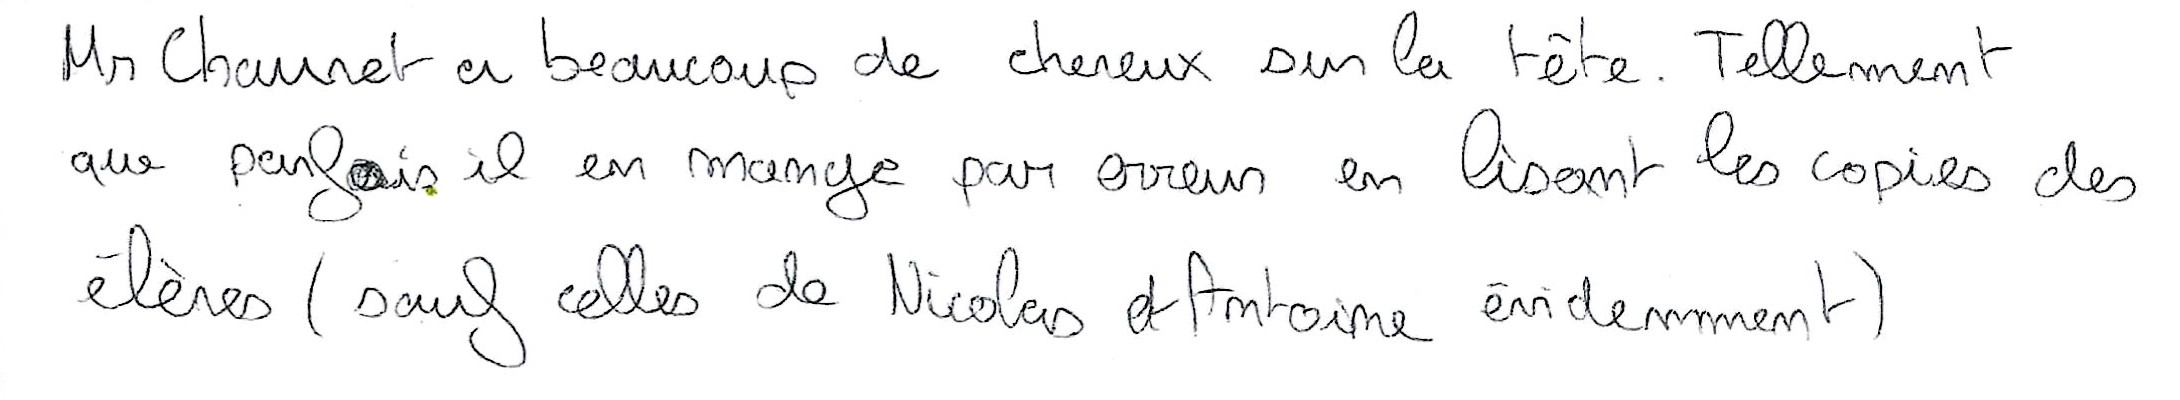 Mr Chauvet a beaucoup de cheveux sur la tête. Tellement
que parfois il en mange par erreur en lisant les copies des
élèves (sauf celles de Nicolas et Antoine évidemment)